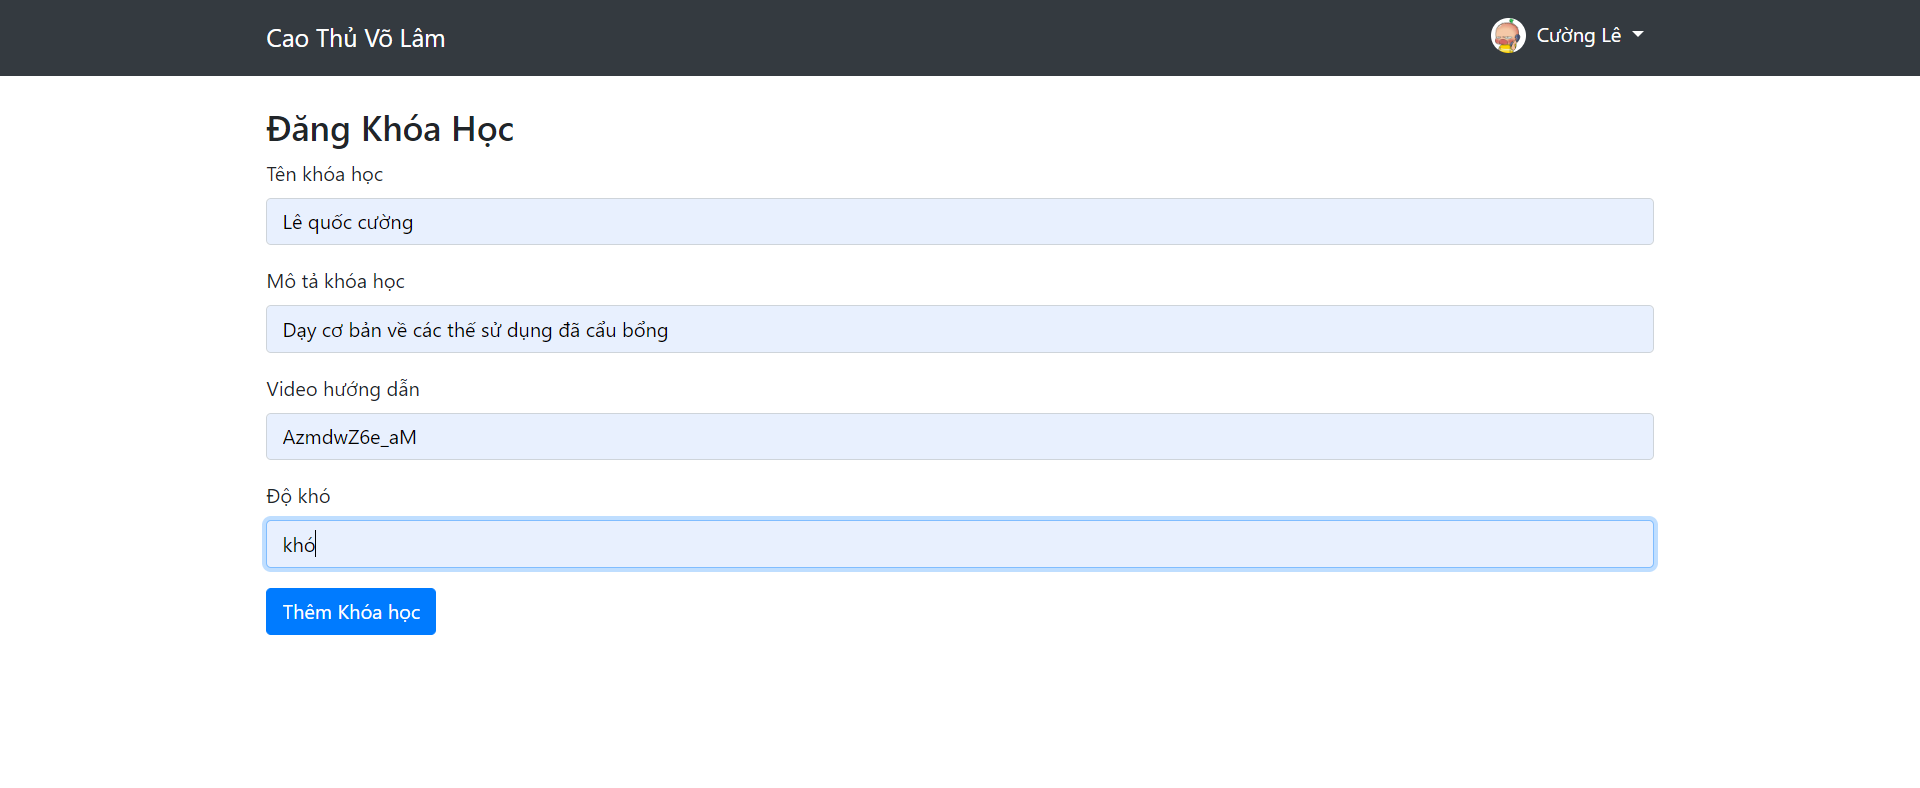 Cao Thủ Võ Lâm
Cường Lê
Đăng Khóa Học
Tên khóa học
Lê quốc cường
Mô tả khóa học
Dạy cơ bản về các thế sử dụng đã cẩu bổng
Video hướng dẫn
AzmdwZ6e_aM
Độ khó
khó
Thêm Khóa học